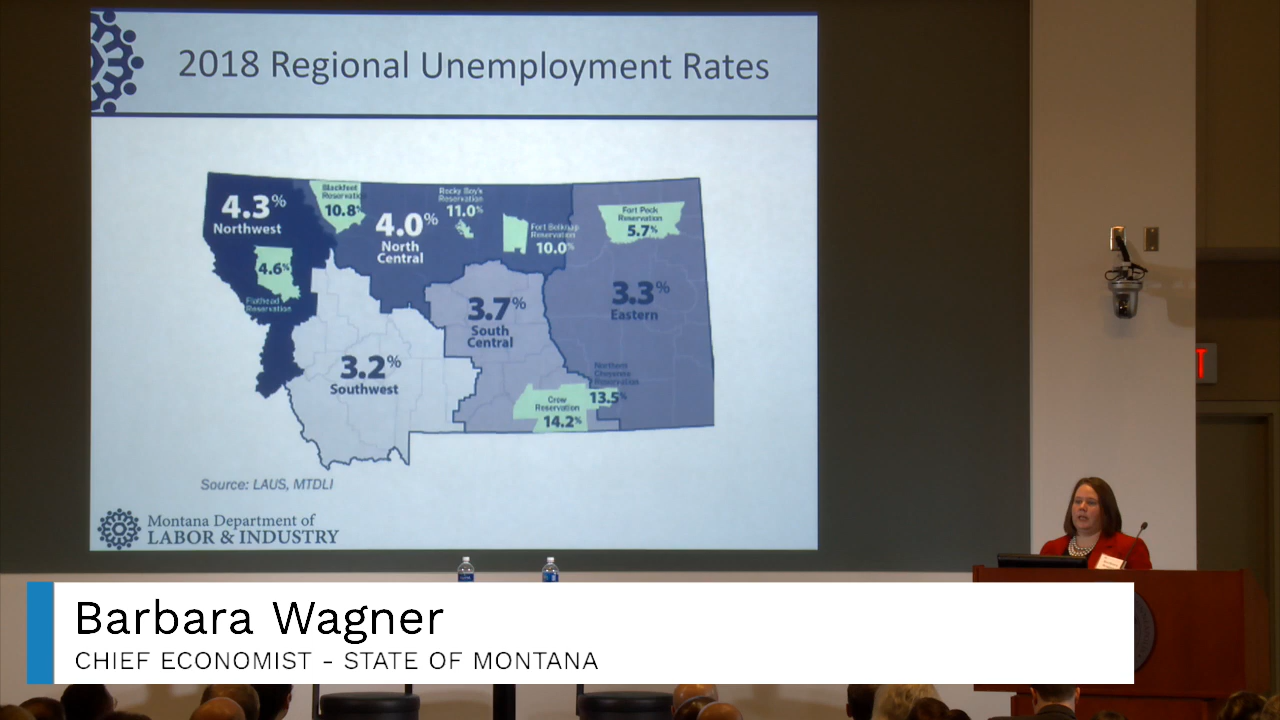 2018 Regional Unemployment Rates
4.3%
Northwest
Blackfeet
Reservation
10.8%
4.0%
North
Central
Rocky Boy's
Reservation
11.0%
Fort Belknap
Reservation
10.0%
Fort Peck
Reservation
5.7%
4.6%
Flathead
Reservation
3.7%
South
Central
3.3%
Eastern
3.2%
Southwest
Northern
Cheyenne
Reservation
13.5%
Crow
Reservation
14.2%
Source: LAUS, MTDLI
Montana Department of
LABOR & INDUSTRY
Barbara Wagner
CHIEF ECONOMIST - STATE OF MONTANA